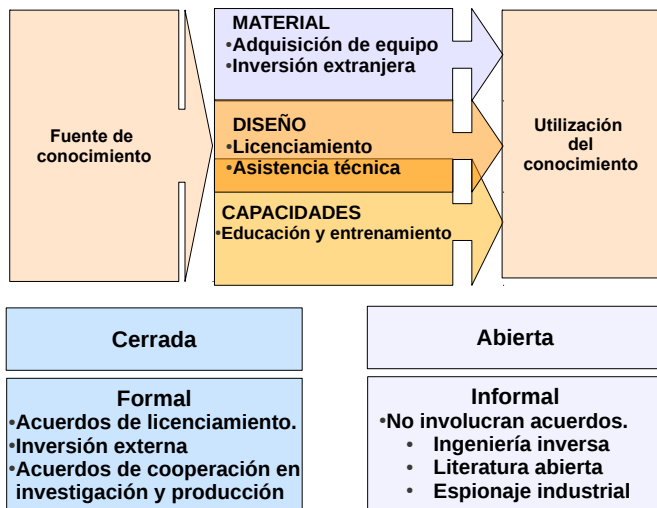 Fuente de
conocimiento
MATERIAL
•Adquisición de equipo
•Inversión extranjera
DISEÑO
•Licenciamiento
•Asistencia técnica
CAPACIDADES
•Educación y entrenamiento
Utilización
del
conocimiento
Cerrada
Formal
•Acuerdos de licenciamiento.
•Inversión externa
•Acuerdos de cooperación en
investigación y producción
Abierta
Informal
•No involucran acuerdos.
• Ingeniería inversa
• Literatura abierta
• Espionaje industrial